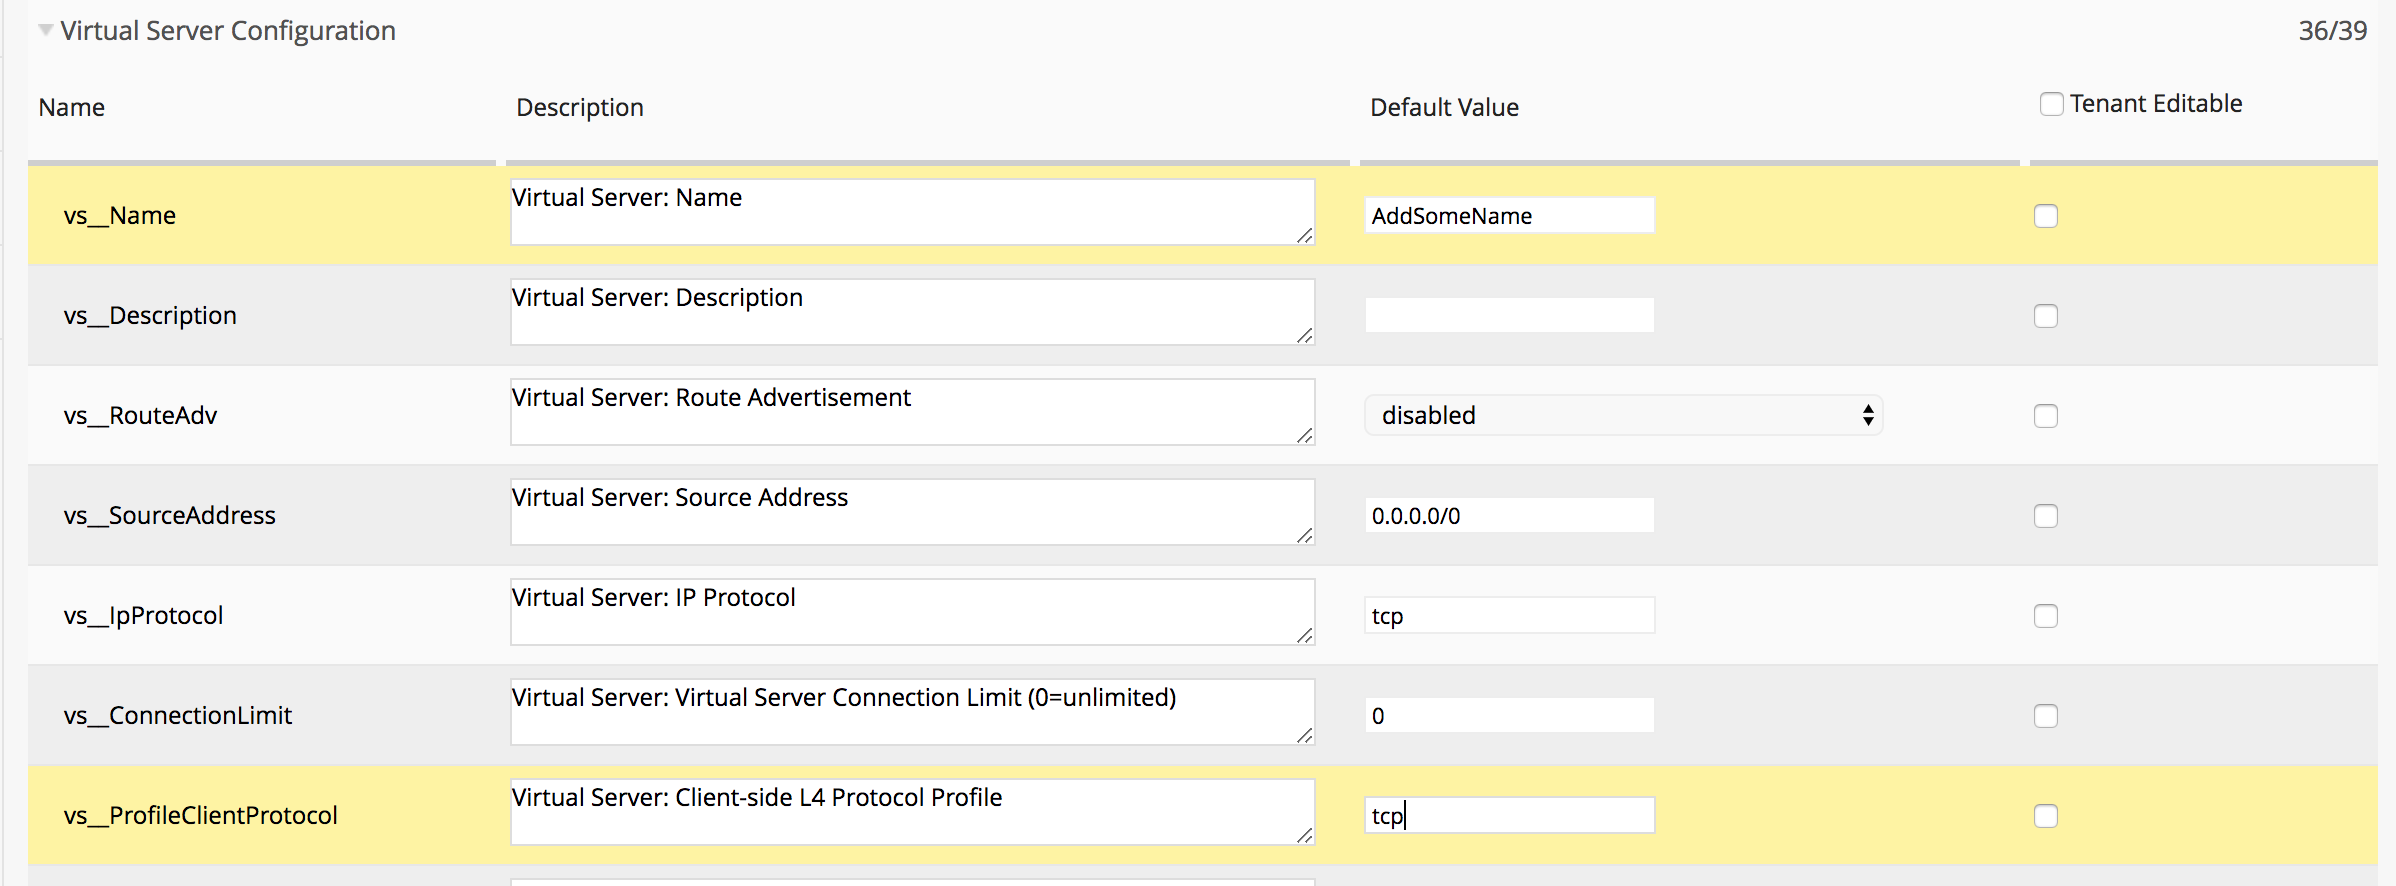 Virtual Server Configuration 36/39
Name Description Default Value Tenant Editable
vs__Name Virtual Server: Name AddSomeName
vs__Description Virtual Server: Description
vs__RouteAdv Virtual Server: Route Advertisement disabled
vs__SourceAddress Virtual Server: Source Address 0.0.0.0/0
vs__IpProtocol Virtual Server: IP Protocol tcp
vs__ConnectionLimit Virtual Server: Virtual Server Connection Limit (0=unlimited) 0
vs__ProfileClientProtocol Virtual Server: Client-side L4 Protocol Profile tcp